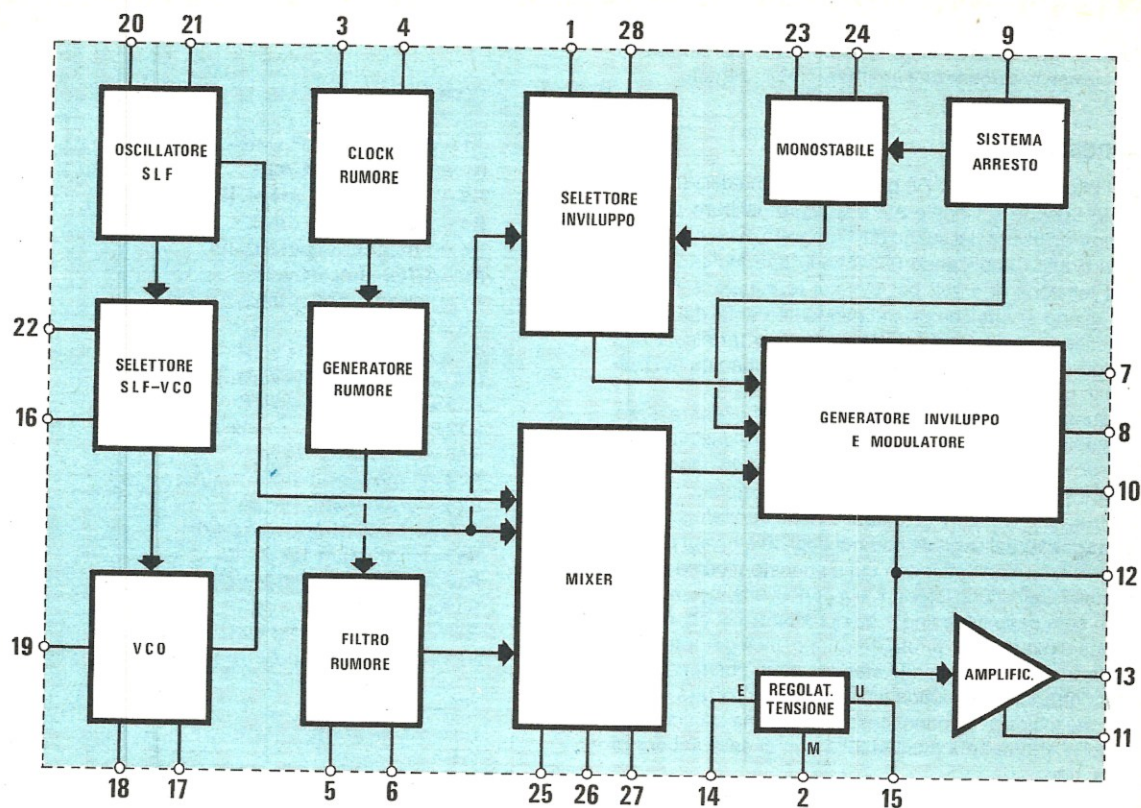 20 21 3 4 1 28 23 24 9
OSCILLATORE
SLF
CLOCK
RUMORE
SELETTORE
INVILUPPO
MONOSTABILE
SISTEMA
ARRESTO
22
16
SELETTORE
SLF-VCO
GENERATORE
RUMORE
GENERATORE INVILUPPO
E MODULATORE
7
8
10
12
19
VCO
FILTRO
RUMORE
MIXER
E
REGOLAT.
TENSIONE
U
M
AMPLIFIC.
13
11
18 17 5 6 25 26 27 14 2 15